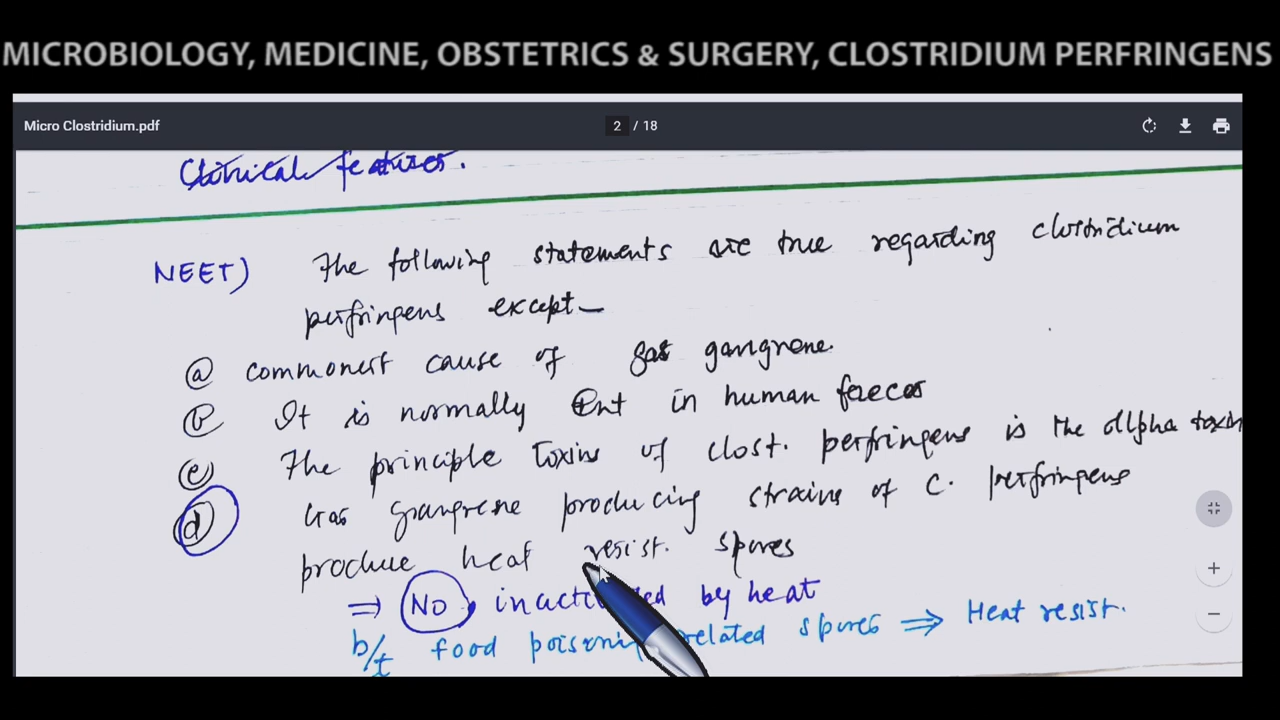 MICROBIOLOGY, MEDICINE, OBSTETRICS & SURGERY, CLOSTRIDIUM PERFRINGENS
Micro Clostridium.pdf
2 / 18
Clinical features.
NEET) The following statements are true regarding clostridium
perfringens except—
(a) commonest cause of gas gangrene.
(b) It is normally in human faeces
(c) The principle toxins of clost. perfringens is the alpha toxin
(d) Gas gangrene producing strains of C. perfringens
produce heat resist. spores
⇒ NO, by heat
b/t food related spores ⇒ Heat resist.